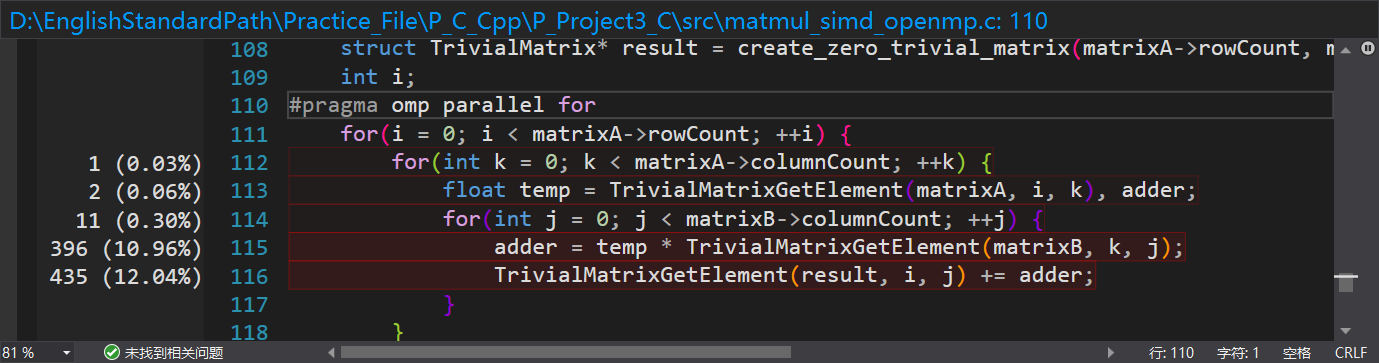 D:\EnglishStandardPath\Practice_File\P_C_Cpp\P_Project3_C\src\matmul_simd_openmp.c: 110
108 struct TrivialMatrix* result = create_zero_trivial_matrix(matrixA->rowCount, m
109 int i;
110 #pragma omp parallel for
111 for(i = 0; i < matrixA->rowCount; ++i) {
1 (0.03%) 112 for(int k = 0; k < matrixA->columnCount; ++k) {
2 (0.06%) 113 float temp = TrivialMatrixGetElement(matrixA, i, k), adder;
11 (0.30%) 114 for(int j = 0; j < matrixB->columnCount; ++j) {
396 (10.96%) 115 adder = temp * TrivialMatrixGetElement(matrixB, k, j);
435 (12.04%) 116 TrivialMatrixGetElement(result, i, j) += adder;
117 }
118 }
81 % 未找到相关问题 行: 110 字符: 1 空格 CRLF